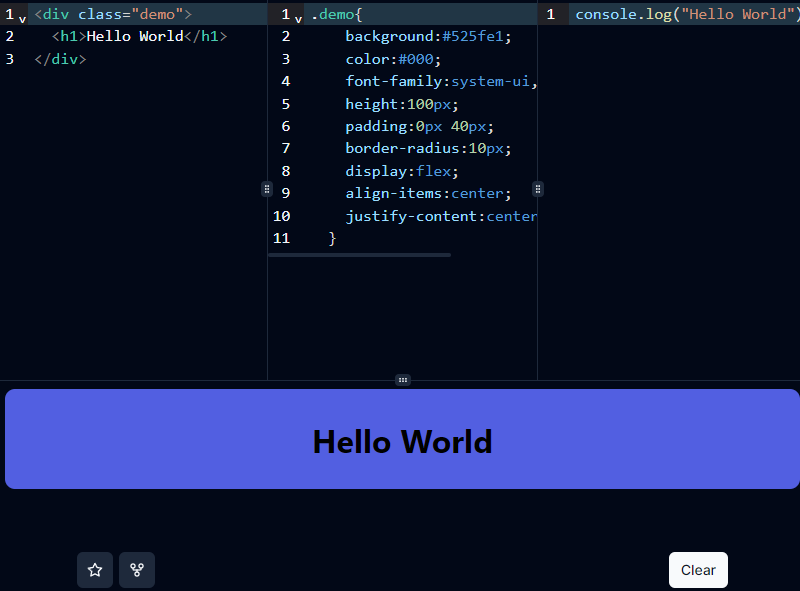 1 <div class="demo">
2 <h1>Hello World</h1>
3 </div>
1 .demo{
2 background:#525fe1;
3 color:#000;
4 font-family:system-ui,
5 height:100px;
6 padding:0px 40px;
7 border-radius:10px;
8 display:flex;
9 align-items:center;
10 justify-content:center
11 }
1 console.log("Hello World")
Hello World
Clear